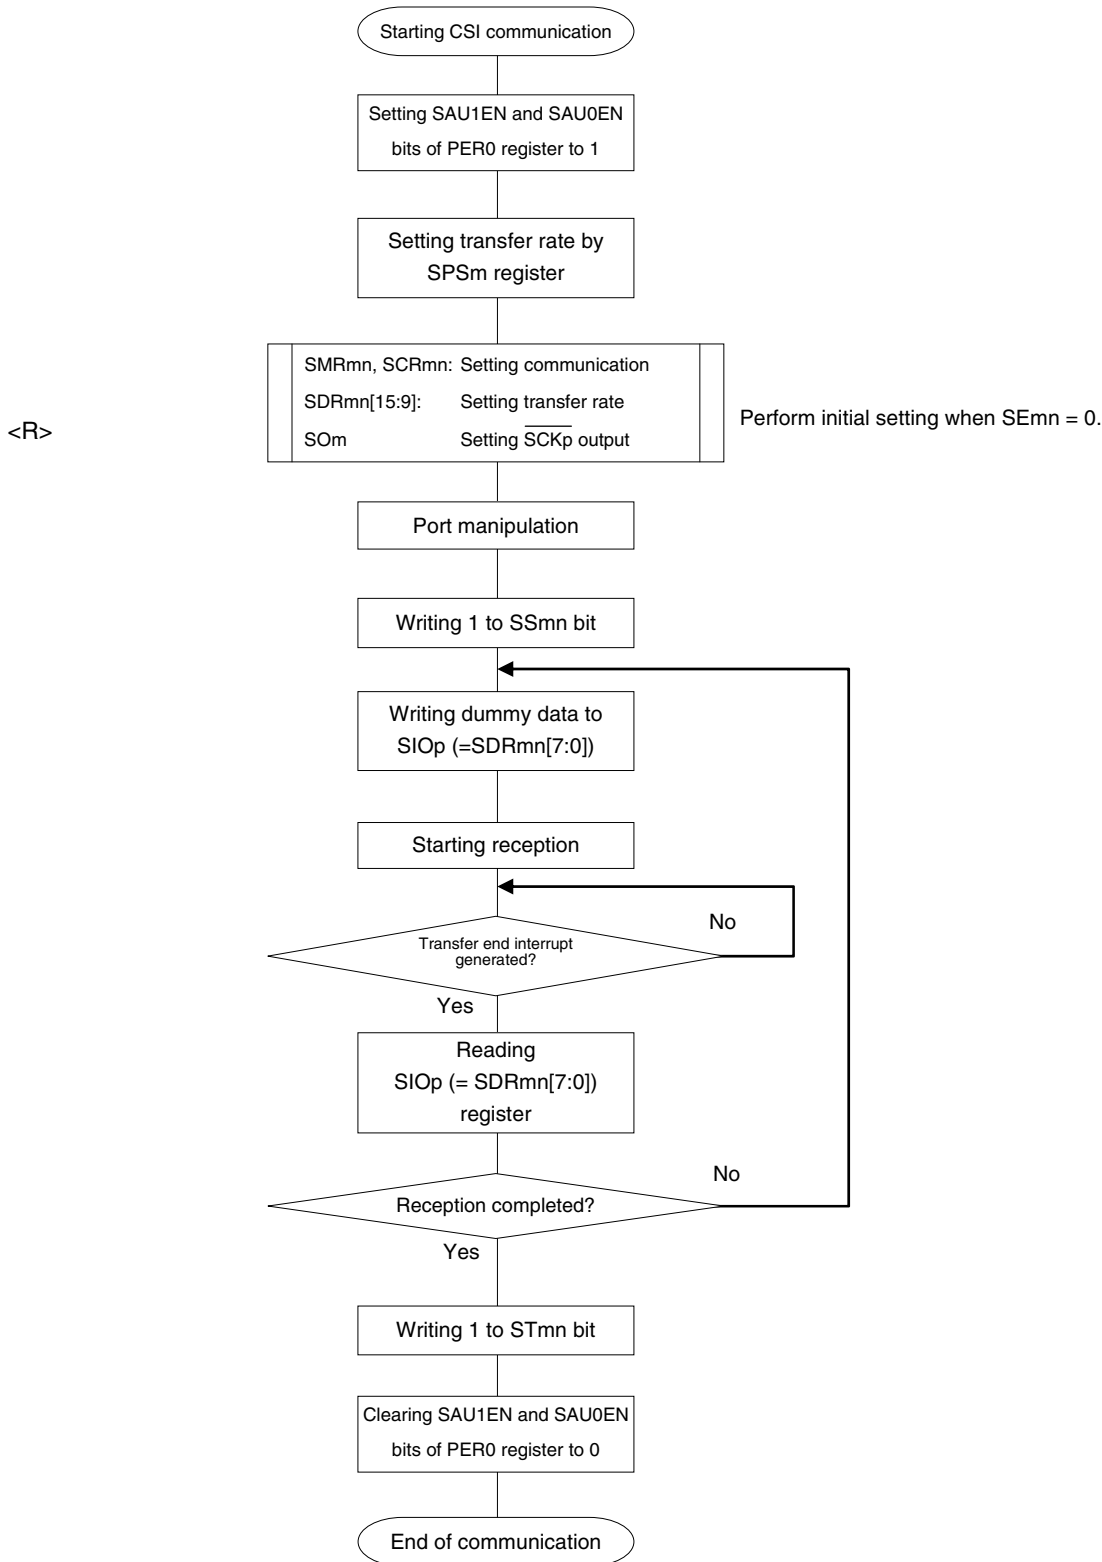 Starting CSI communication
Setting SAU1EN and SAU0EN
bits of PER0 register to 1
Setting transfer rate by
SPSm register
SMRmn, SCRmn: Setting communication
SDRmn[15:9]: Setting transfer rate
<R>
SOm Setting S̅C̅K̅p̅ output
Perform initial setting when SEmn = 0.
Port manipulation
Writing 1 to SSmn bit
Writing dummy data to
SIOp (=SDRmn[7:0])
Starting reception
No
Transfer end interrupt
generated?
Yes
Reading
SIOp (= SDRmn[7:0])
register
No
Reception completed?
Yes
Writing 1 to STmn bit
Clearing SAU1EN and SAU0EN
bits of PER0 register to 0
End of communication